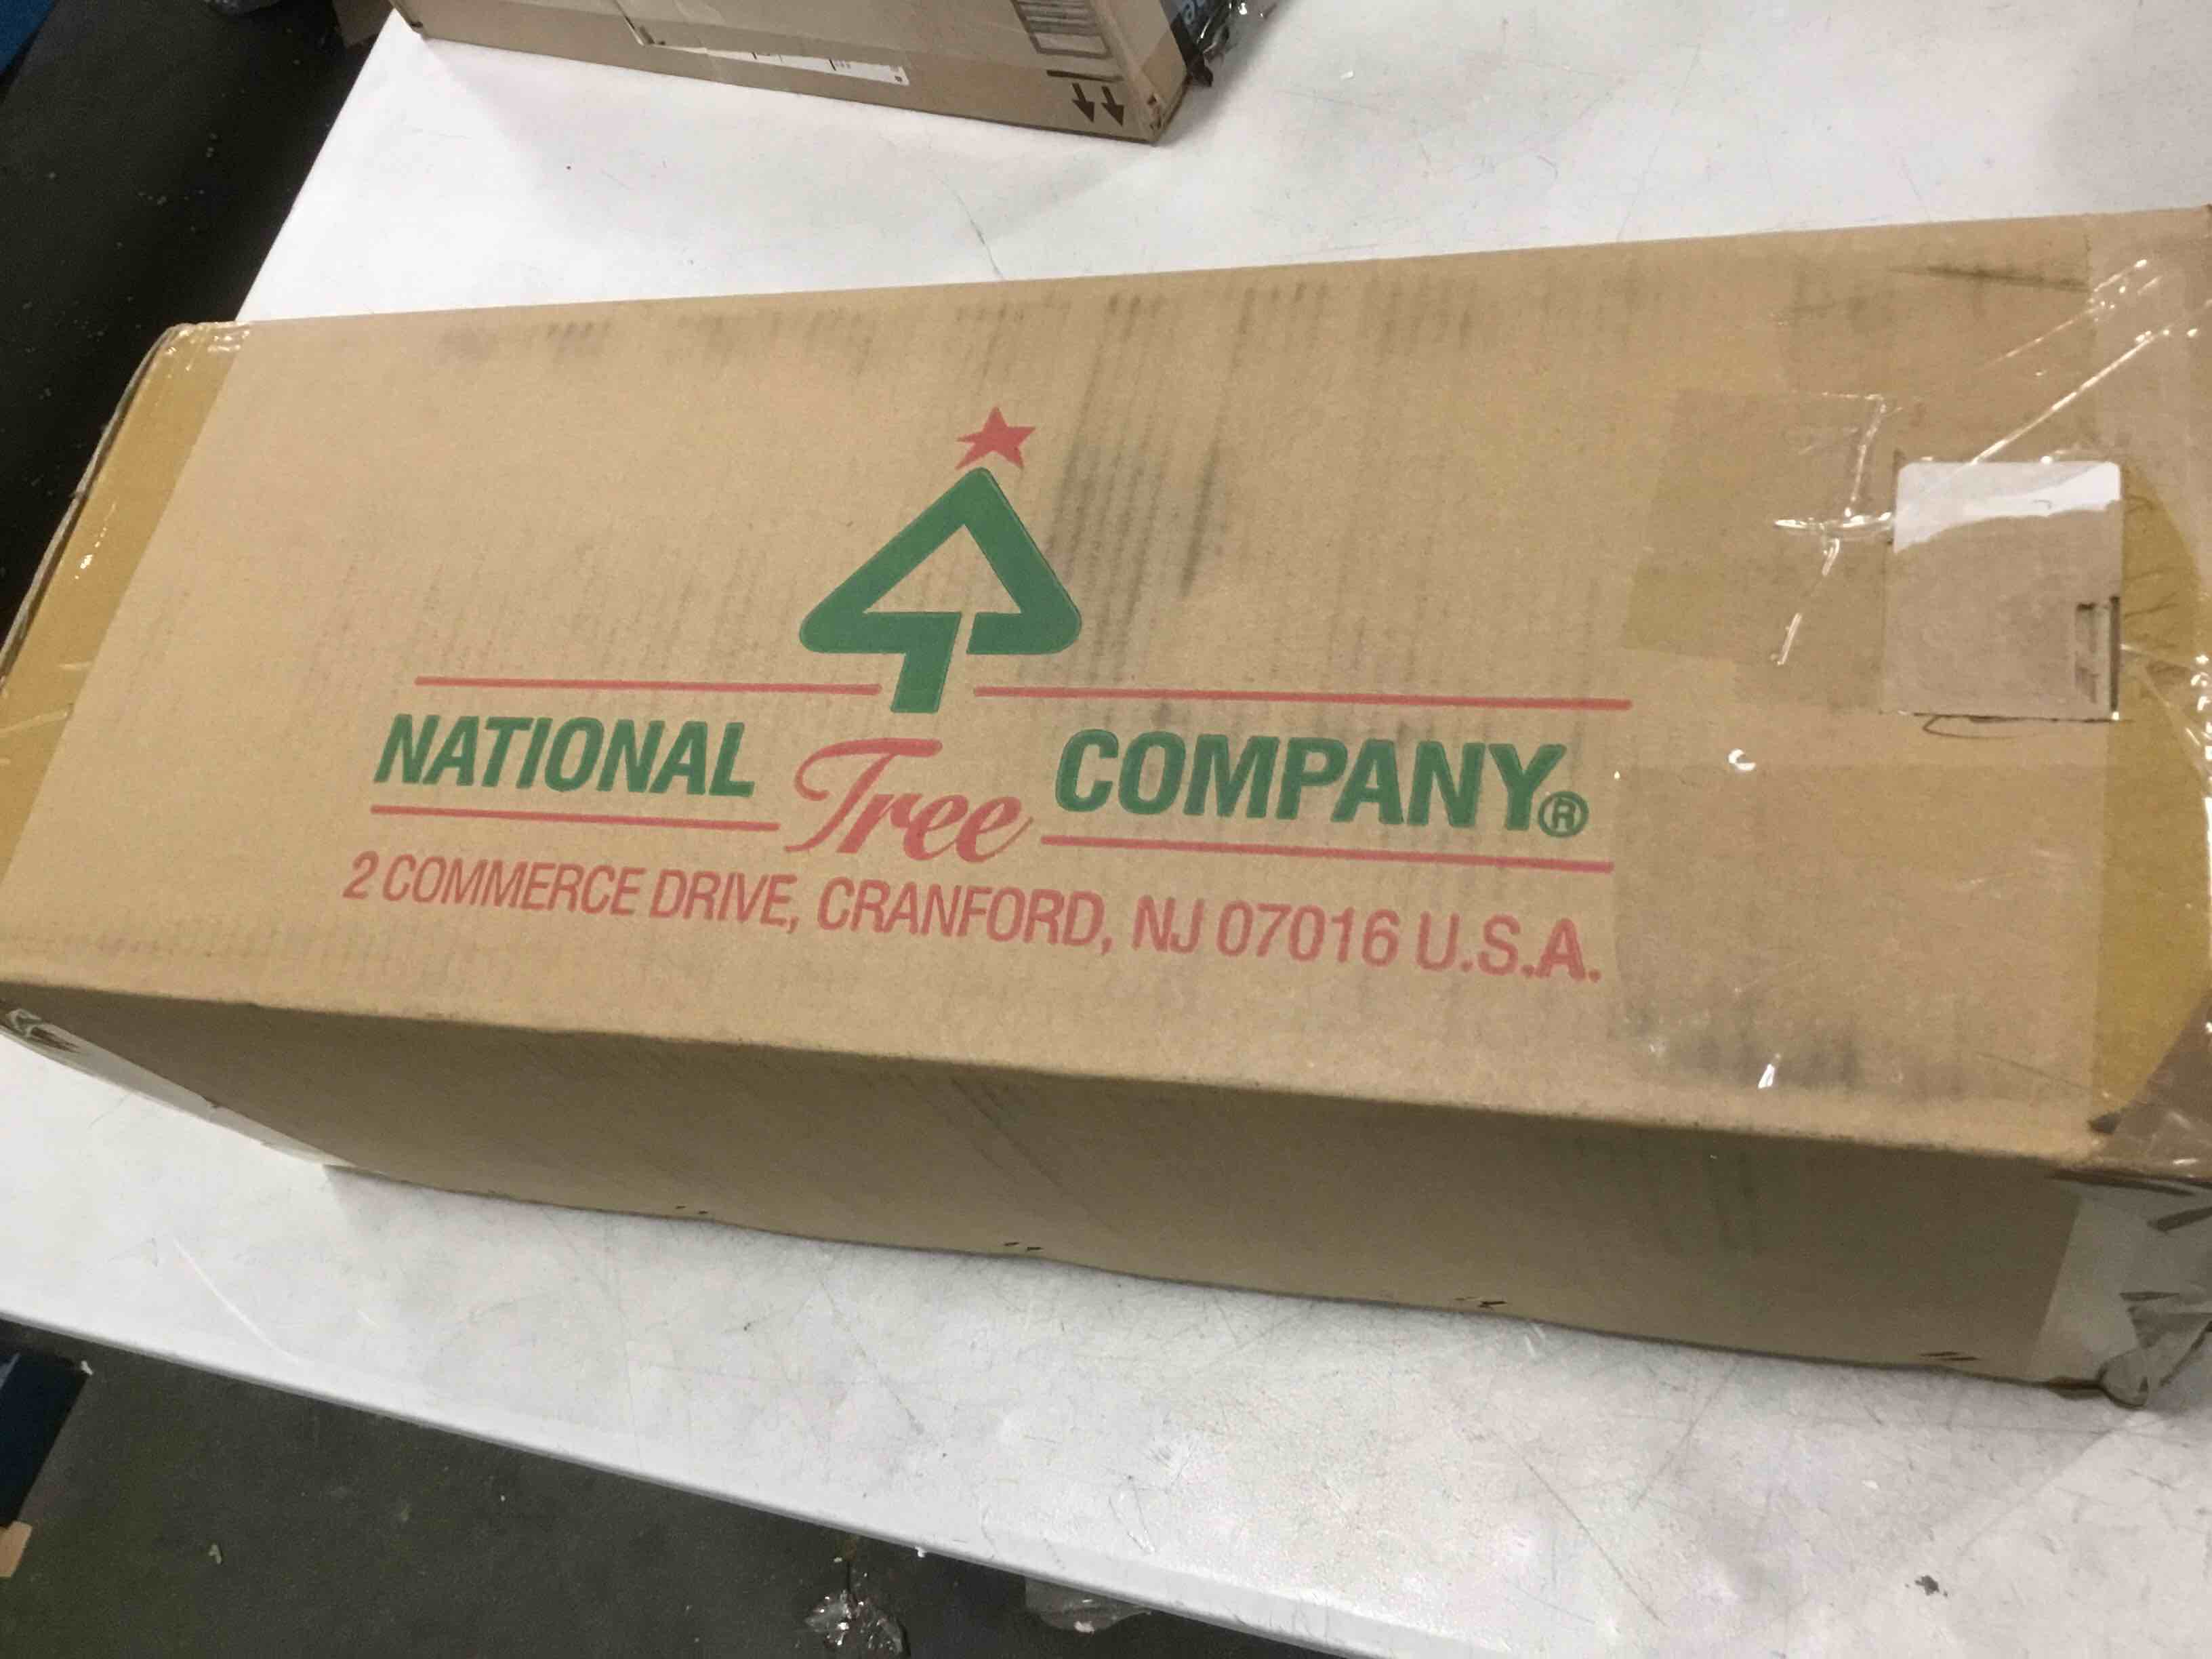 NATIONAL Tree COMPANY®
2 COMMERCE DRIVE, CRANFORD, NJ 07016 U.S.A.